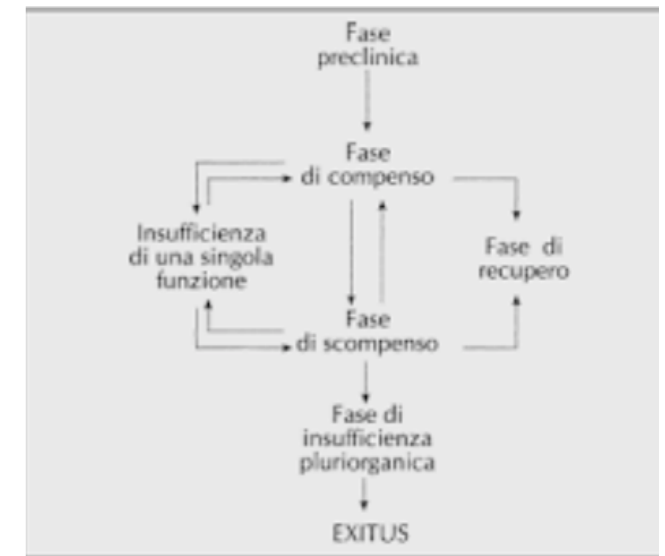 Fase
preclinica
Fase
di compenso
Insufficienza
di una singola
funzione
Fase di
recupero
Fase
di scompenso
Fase di
insufficienza
pluriorganica
EXITUS